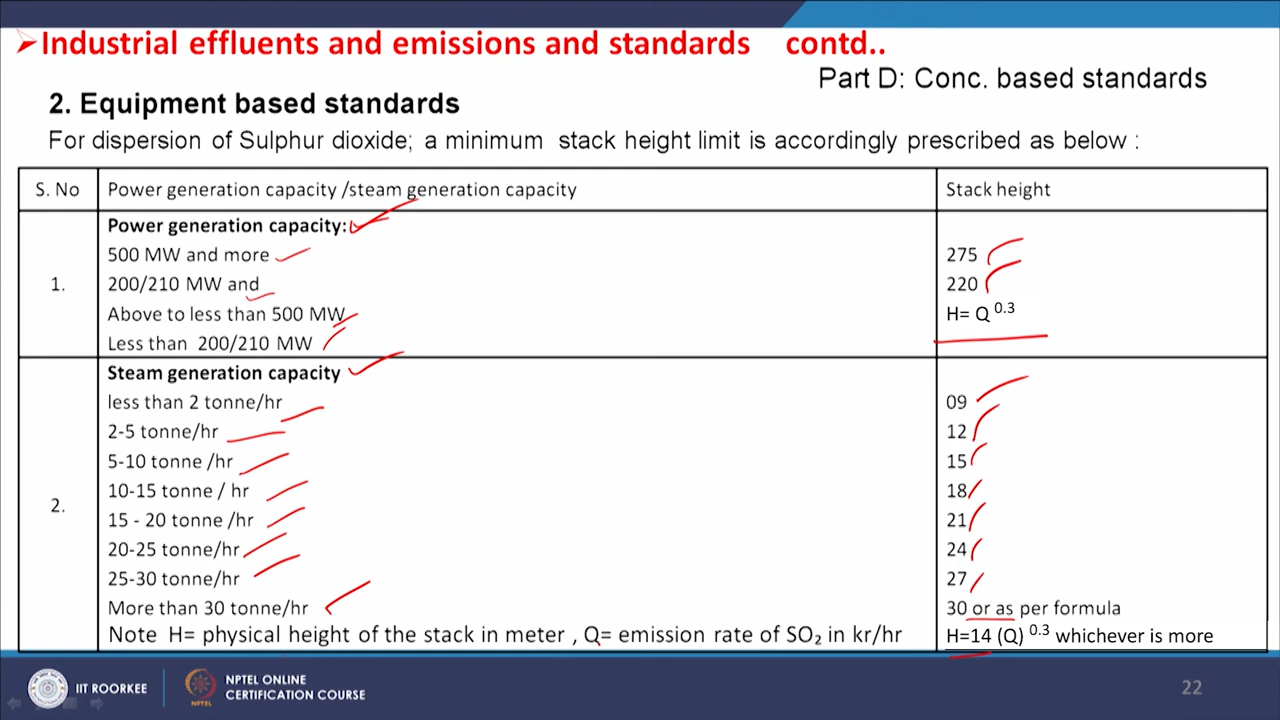 ➢Industrial effluents and emissions and standards contd..
Part D: Conc. based standards
2. Equipment based standards
For dispersion of Sulphur dioxide; a minimum stack height limit is accordingly prescribed as below :
S. No Power generation capacity /steam generation capacity Stack height
Power generation capacity:
500 MW and more 275
1. 200/210 MW and 220
Above to less than 500 MW H= Q 0.3
Less than 200/210 MW
Steam generation capacity
less than 2 tonne/hr 09
2-5 tonne/hr 12
5-10 tonne /hr 15
10-15 tonne / hr 18
2. 15 - 20 tonne /hr 21
20-25 tonne/hr 24
25-30 tonne/hr 27
More than 30 tonne/hr 30 or as per formula
Note H= physical height of the stack in meter , Q= emission rate of SO₂ in kr/hr H=14 (Q) 0.3 whichever is more
IIT ROORKEE
NPTEL ONLINE
CERTIFICATION COURSE
NPTEL
22